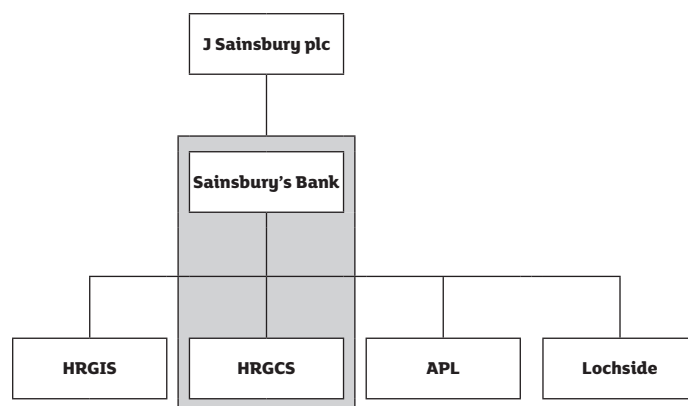 J Sainsbury plc
Sainsbury's Bank
HRGIS
HRGCS
APL
Lochside